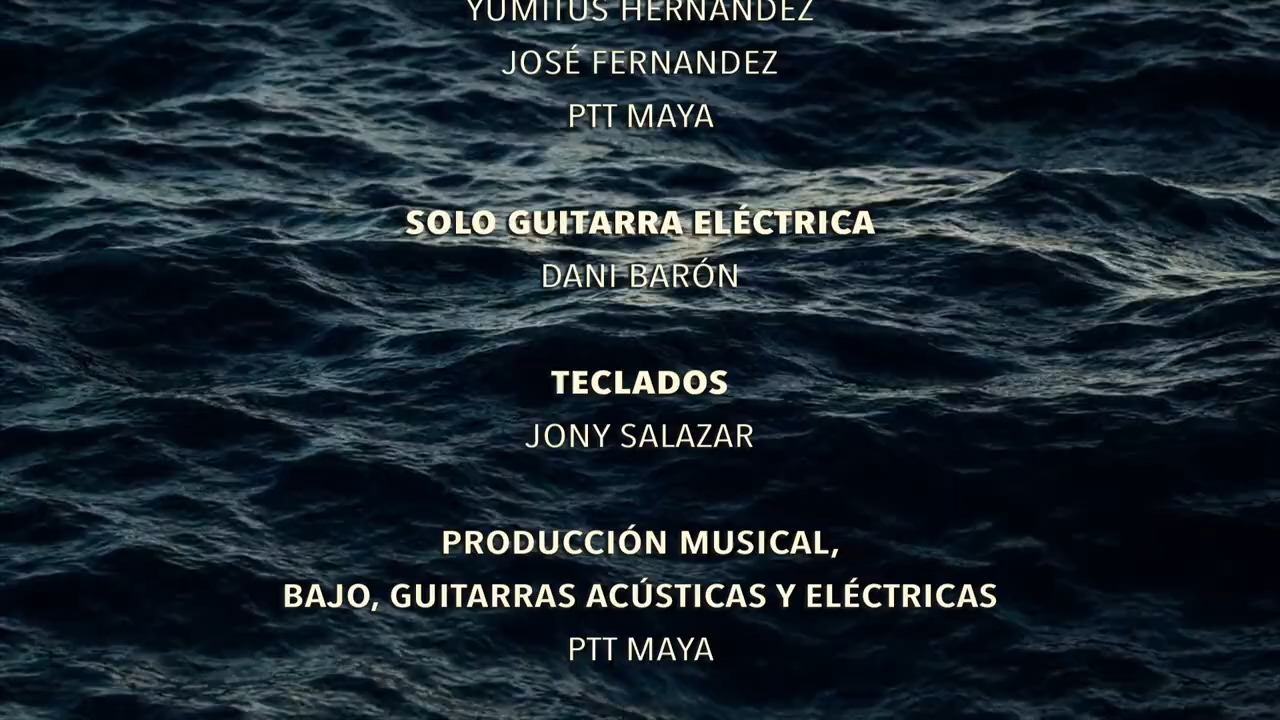 HERNÁNDEZ
JOSÉ FERNANDEZ
PTT MAYA
SOLO GUITARRA ELÉCTRICA
DANI BARÓN
TECLADOS
JONY SALAZAR
PRODUCCIÓN MUSICAL,
BAJO, GUITARRAS ACÚSTICAS Y ELÉCTRICAS
PTT MAYA